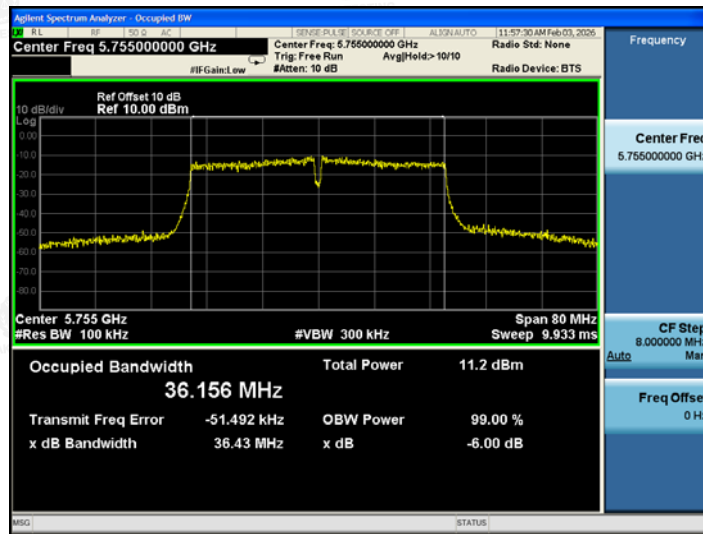 Agilent Spectrum Analyzer - Occupied BW
RL RF 50 Ω AC SENSE:PULSE SOURCE OFF ALIGN AUTO 11:57:30 AM Feb 03, 2026
Center Freq 5.755000000 GHz
Center Freq: 5.755000000 GHz
Radio Std: None
Trig: Free Run Avg|Hold:> 10/10
#IFGain:Low #Atten: 10 dB Radio Device: BTS
Frequency
Ref Offset 10 dB
10 dB/div Ref 10.00 dBm
Log
0.00
-10.0
-20.0
-30.0
-40.0
-50.0
-60.0
-70.0
-80.0
Center Freq
5.755000000 GHz
Center 5.755 GHz Span 80 MHz
#Res BW 100 kHz #VBW 300 kHz Sweep 9.933 ms
CF Step
8.000000 MHz
Auto Man
Occupied Bandwidth Total Power 11.2 dBm
36.156 MHz
Transmit Freq Error -51.492 kHz OBW Power 99.00 %
x dB Bandwidth 36.43 MHz x dB -6.00 dB
Freq Offset
0 Hz
MSG STATUS